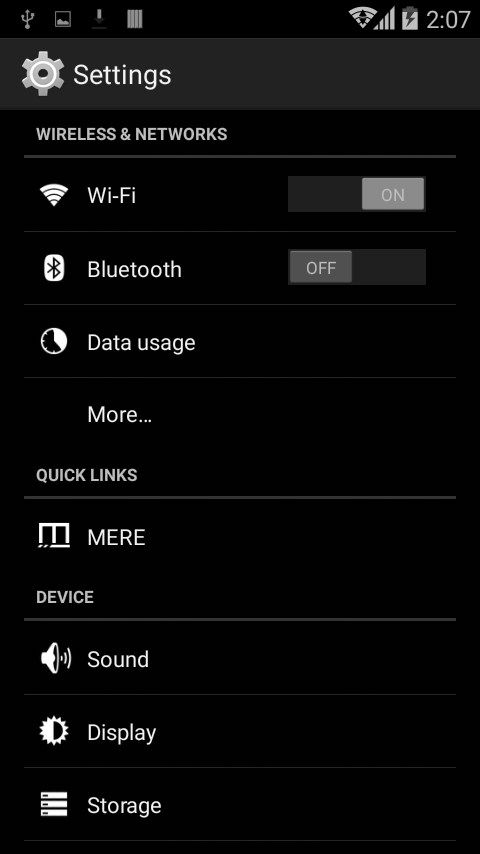 2:07
Settings
WIRELESS & NETWORKS
Wi-Fi
ON
Bluetooth
OFF
Data usage
More...
QUICK LINKS
MERE
DEVICE
Sound
Display
Storage